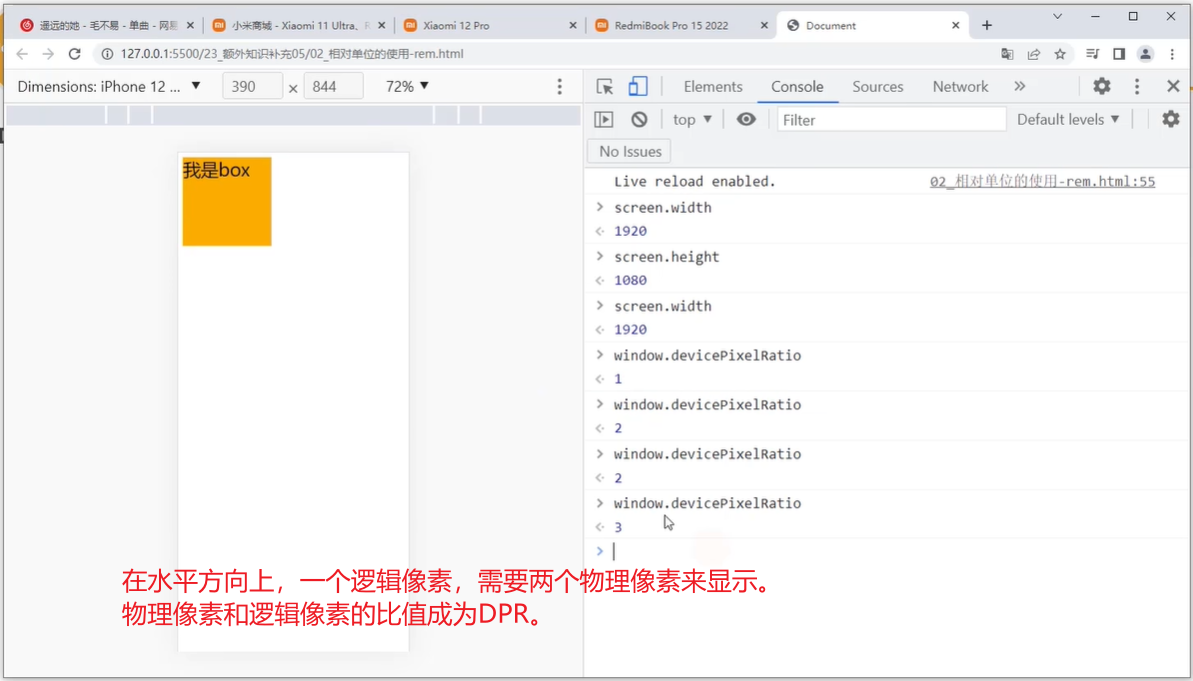 遥远的她 - 毛不易 - 单曲 - 网易
小米商城 - Xiaomi 11 Ultra、R
Xiaomi 12 Pro
RedmiBook Pro 15 2022
Document
127.0.0.1:5500/23_额外知识补充05/02_相对单位的使用-rem.html
Dimensions: iPhone 12 ... 390 × 844 72%
Elements Console Sources Network
top Filter Default levels
No Issues
我是box
Live reload enabled. 02_相对单位的使用-rem.html:55
screen.width
1920
screen.height
1080
screen.width
1920
window.devicePixelRatio
1
window.devicePixelRatio
2
window.devicePixelRatio
2
window.devicePixelRatio
3
在水平方向上，一个逻辑像素，需要两个物理像素来显示。
物理像素和逻辑像素的比值成为DPR。